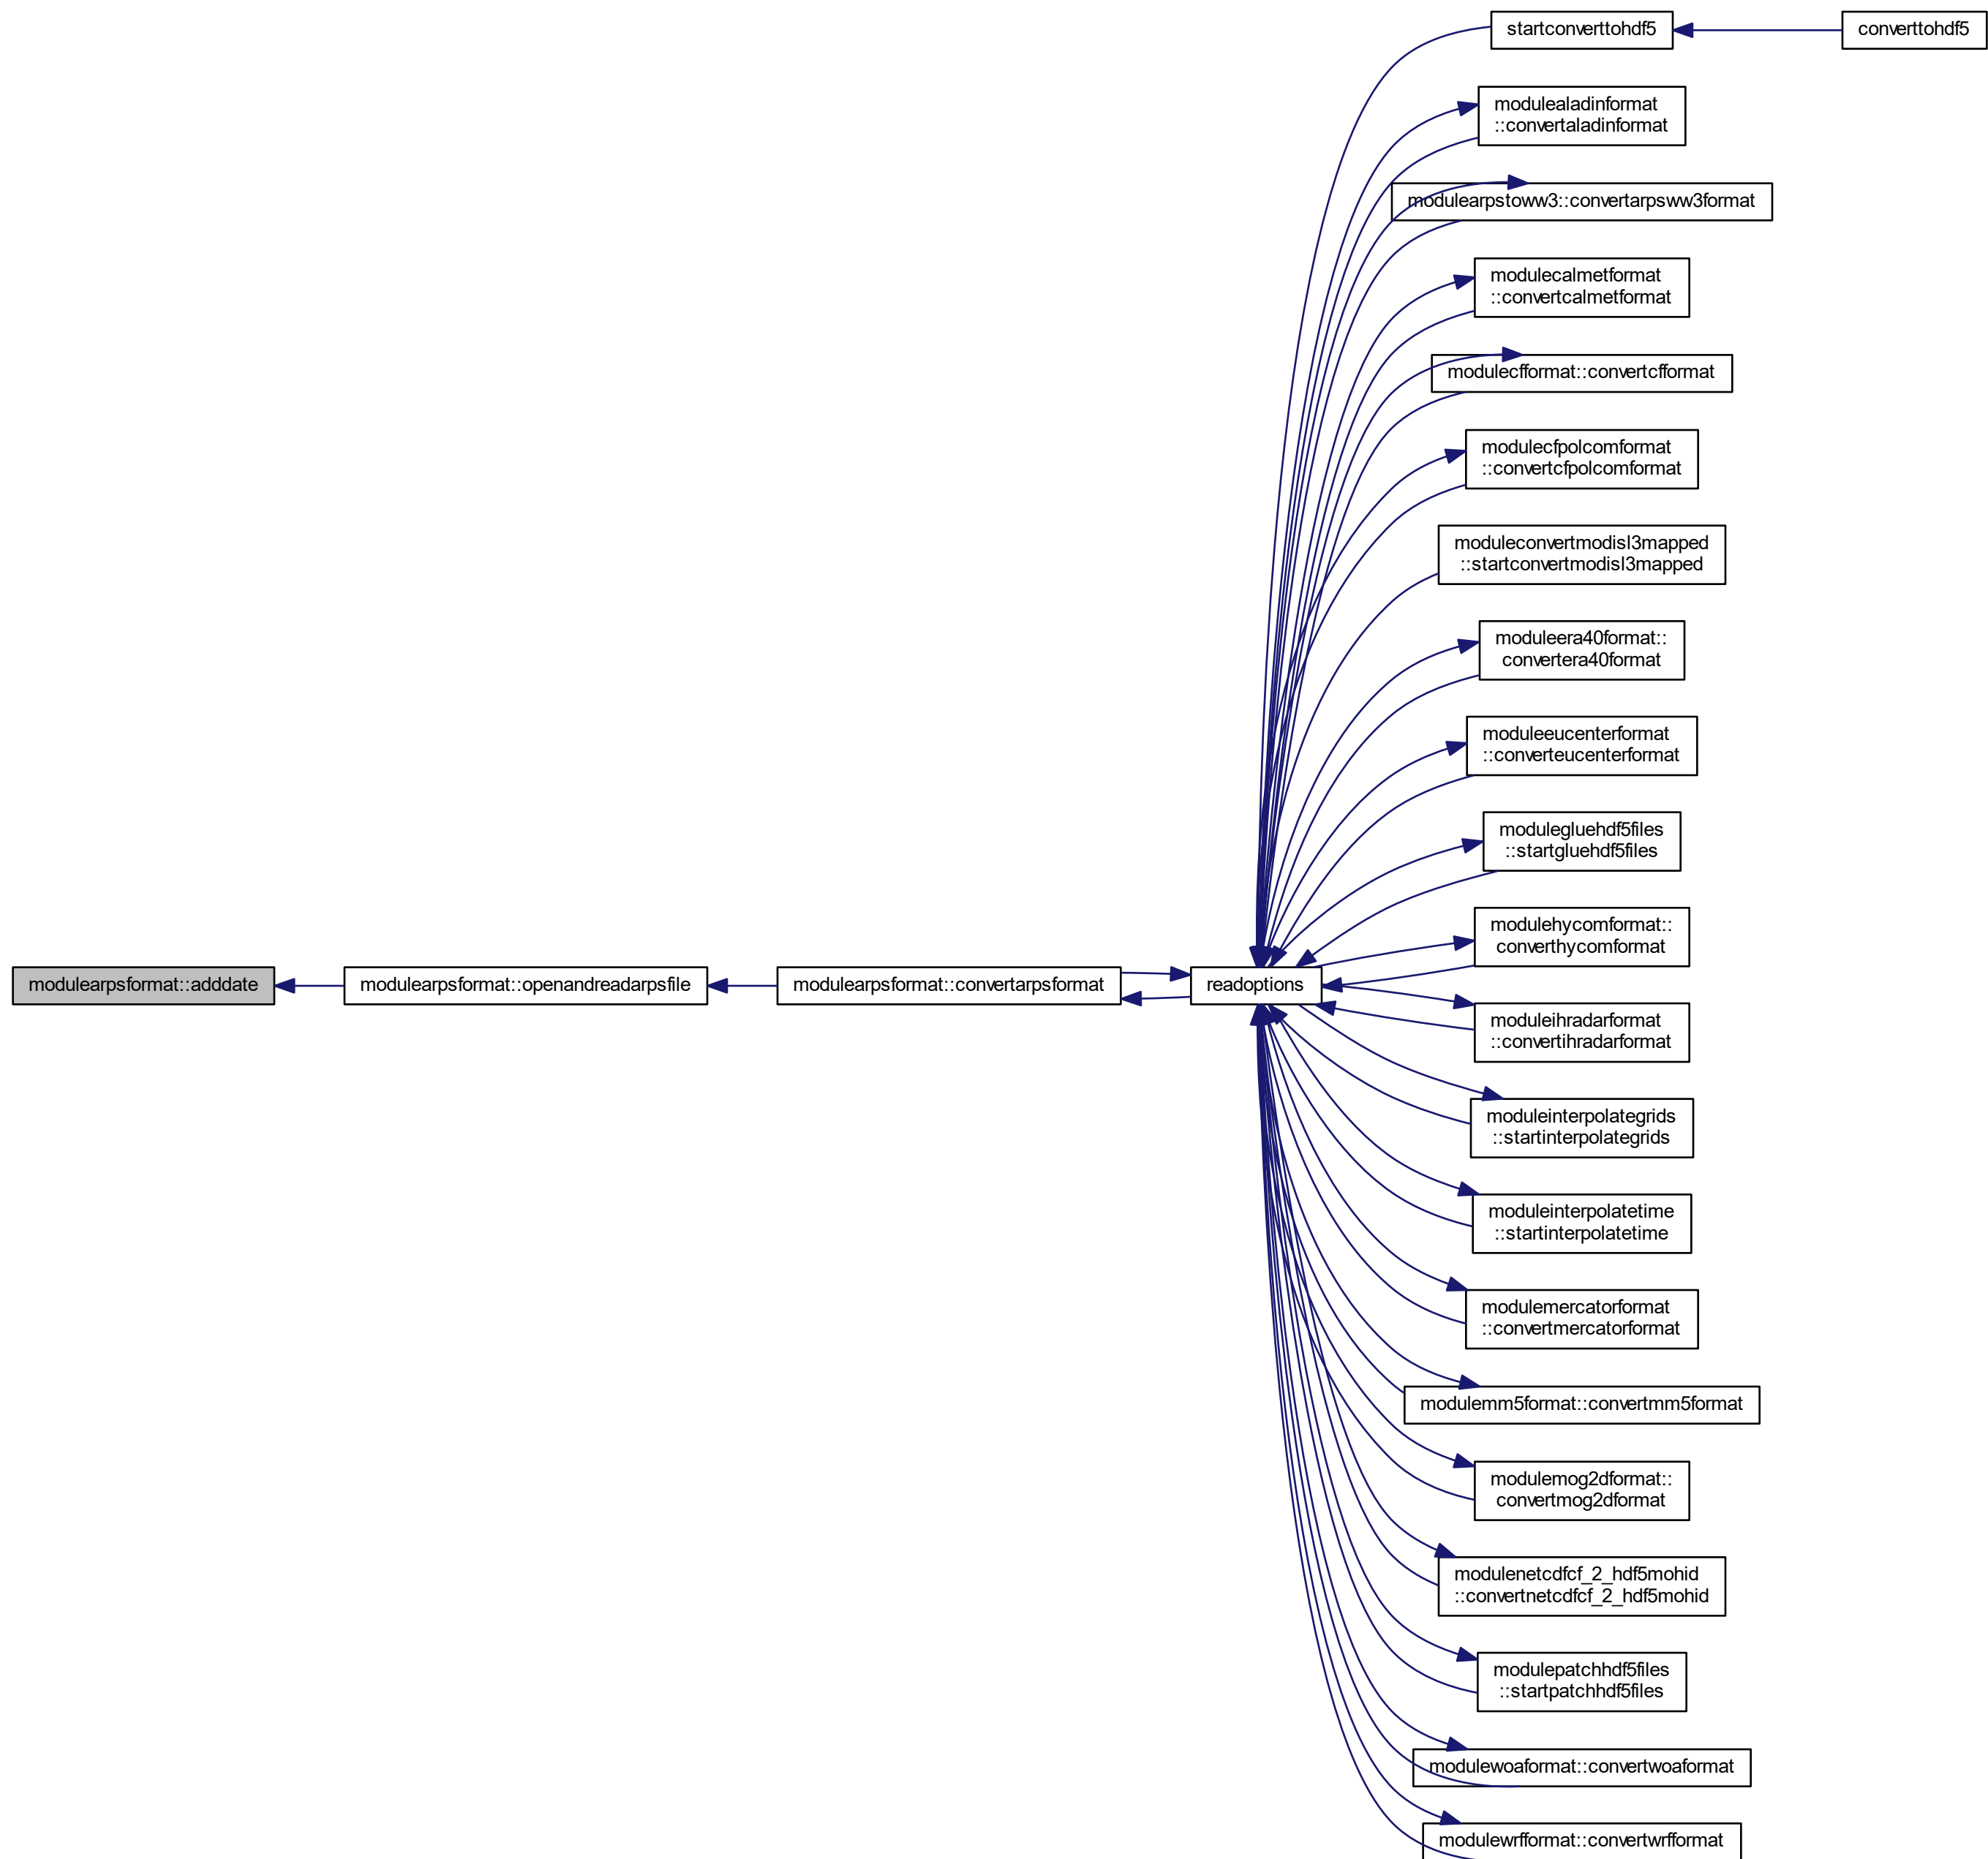 startconverttohdf5
converttohdf5
modulealadinformat
::convertaladinformat
modulearpstoww3::convertarpsww3format
modulecalmetformat
::convertcalmetformat
modulecfformat::convertcfformat
modulecfpolcomformat
::convertcfpolcomformat
moduleconvertmodisl3mapped
::startconvertmodisl3mapped
moduleera40format::
convertera40format
moduleeucenterformat
::converteucenterformat
modulegluehdf5files
::startgluehdf5files
modulehycomformat::
converthycomformat
modulearpsformat::adddate
modulearpsformat::openandreadarpsfile
modulearpsformat::convertarpsformat
readoptions
moduleihradarformat
::convertihradarformat
moduleinterpolategrids
::startinterpolategrids
moduleinterpolatetime
::startinterpolatetime
modulemercatorformat
::convertmercatorformat
modulemm5format::convertmm5format
modulemog2dformat::
convertmog2dformat
modulenetcdfcf_2_hdf5mohid
::convertnetcdfcf_2_hdf5mohid
modulepatchhdf5files
::startpatchhdf5files
modulewoaformat::convertwoaformat
modulewrfformat::convertwrfformat